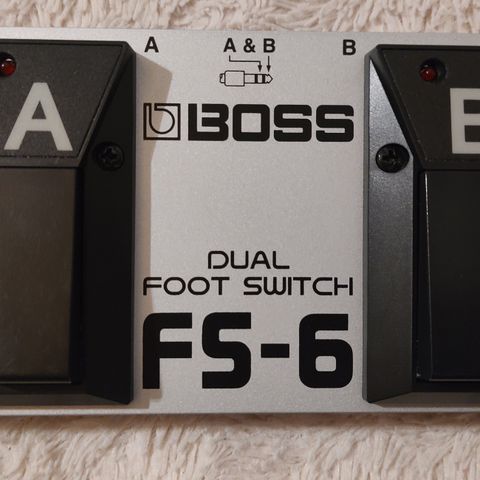 A A & B B
A BOSS B
DUAL
FOOT SWITCH
FS-6